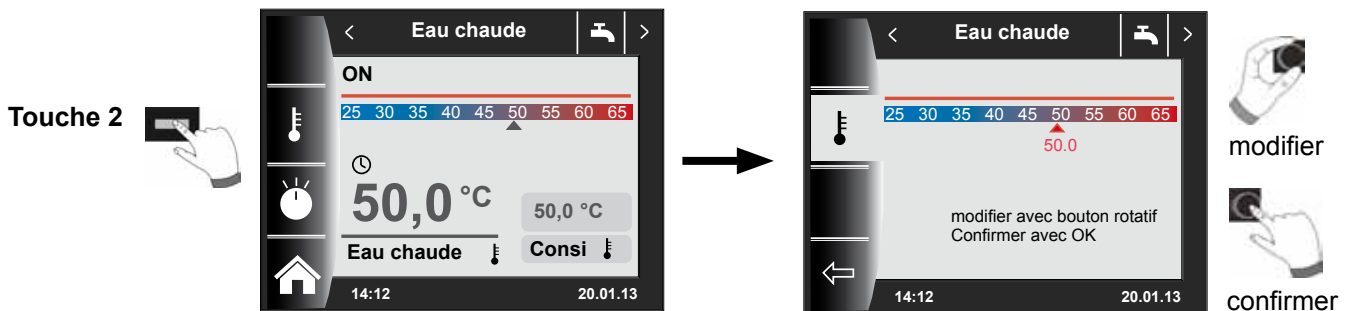 Touche 2
< Eau chaude >
ON
25 30 35 40 45 50 55 60 65
50,0 °C
50,0 °C
Eau chaude
Consi
14:12 20.01.13
< Eau chaude >
25 30 35 40 45 50 55 60 65
50.0
modifier avec bouton rotatif
Confirmer avec OK
14:12 20.01.13
modifier
confirmer